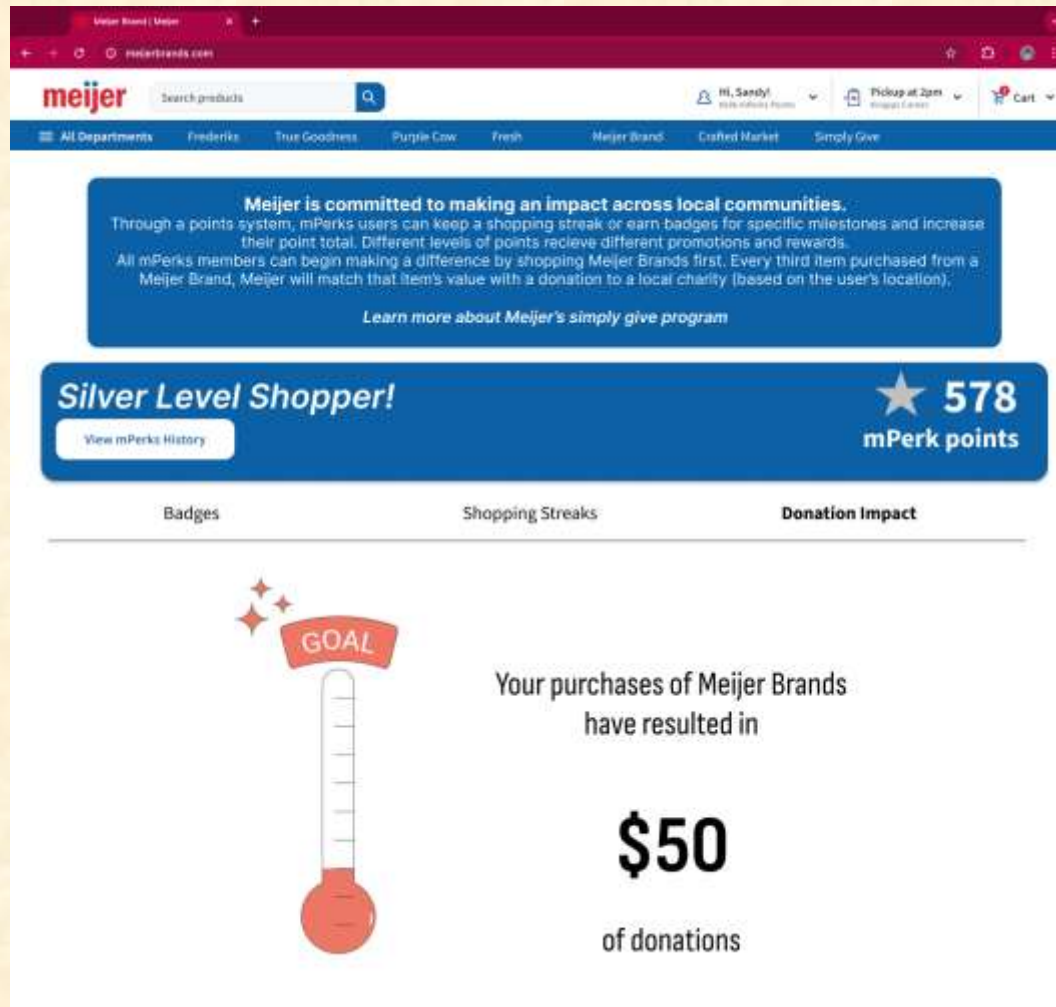 Meijer Brand | Meijer
meijerbrands.com
meijer
Search products
Hi, Sandy!
Pickup at 2pm
Cart
All Departments
Frederiks
True Goodness
Purple Cow
Fresh
Meijer Brand
Crafted Market
Simply Give
Meijer is committed to making an impact across local communities.
Through a points system, mPerks users can keep a shopping streak or earn badges for specific milestones and increase
their point total. Different levels of points recieve different promotions and rewards.
All mPerks members can begin making a difference by shopping Meijer Brands first. Every third item purchased from a
Meijer Brand, Meijer will match that item's value with a donation to a local charity (based on the user's location).
Learn more about Meijer's simply give program
Silver Level Shopper!
578
View mPerks History
mPerk points
Badges
Shopping Streaks
Donation Impact
GOAL
Your purchases of Meijer Brands
have resulted in
$50
of donations